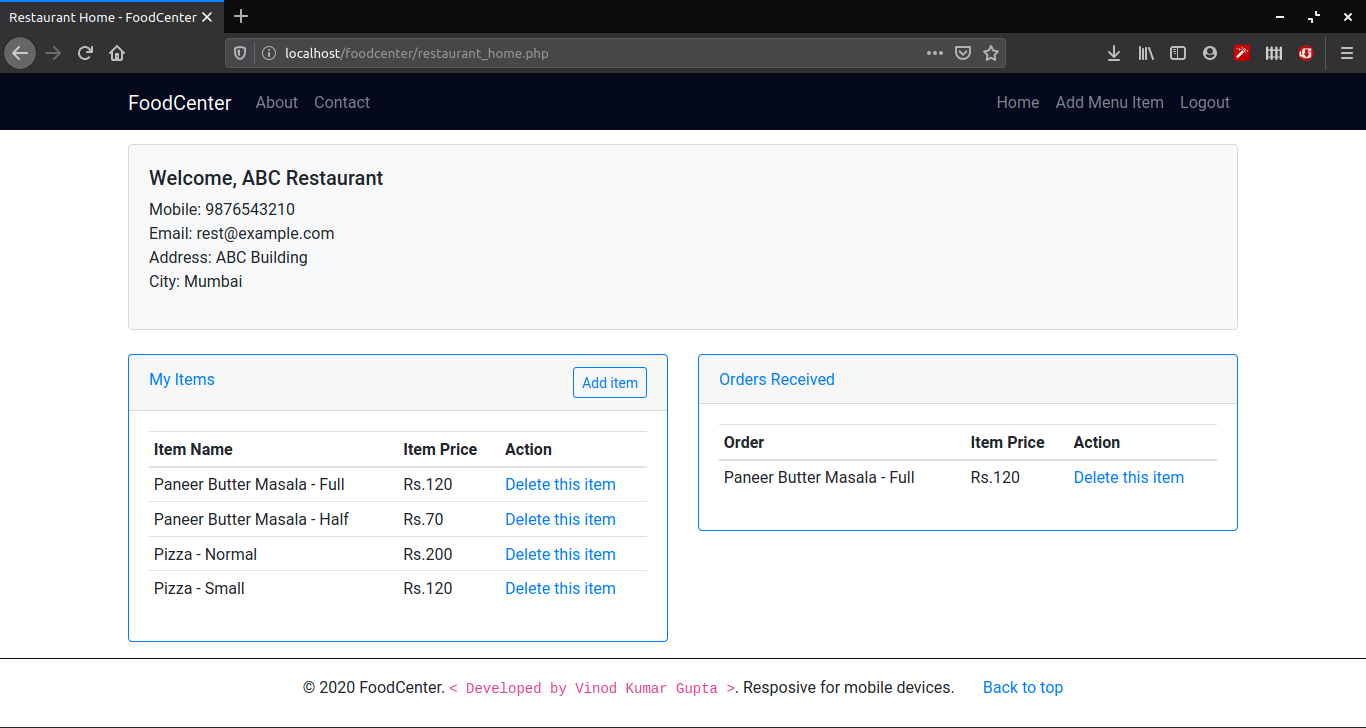 Restaurant Home - FoodCenter
localhost/foodcenter/restaurant_home.php
FoodCenter About Contact Home Add Menu Item Logout
Welcome, ABC Restaurant
Mobile: 9876543210
Email: rest@example.com
Address: ABC Building
City: Mumbai
My Items Add item
Item Name Item Price Action
Paneer Butter Masala - Full Rs.120 Delete this item
Paneer Butter Masala - Half Rs.70 Delete this item
Pizza - Normal Rs.200 Delete this item
Pizza - Small Rs.120 Delete this item
Orders Received
Order Item Price Action
Paneer Butter Masala - Full Rs.120 Delete this item
© 2020 FoodCenter. < Developed by Vinod Kumar Gupta >. Resposive for mobile devices. Back to top